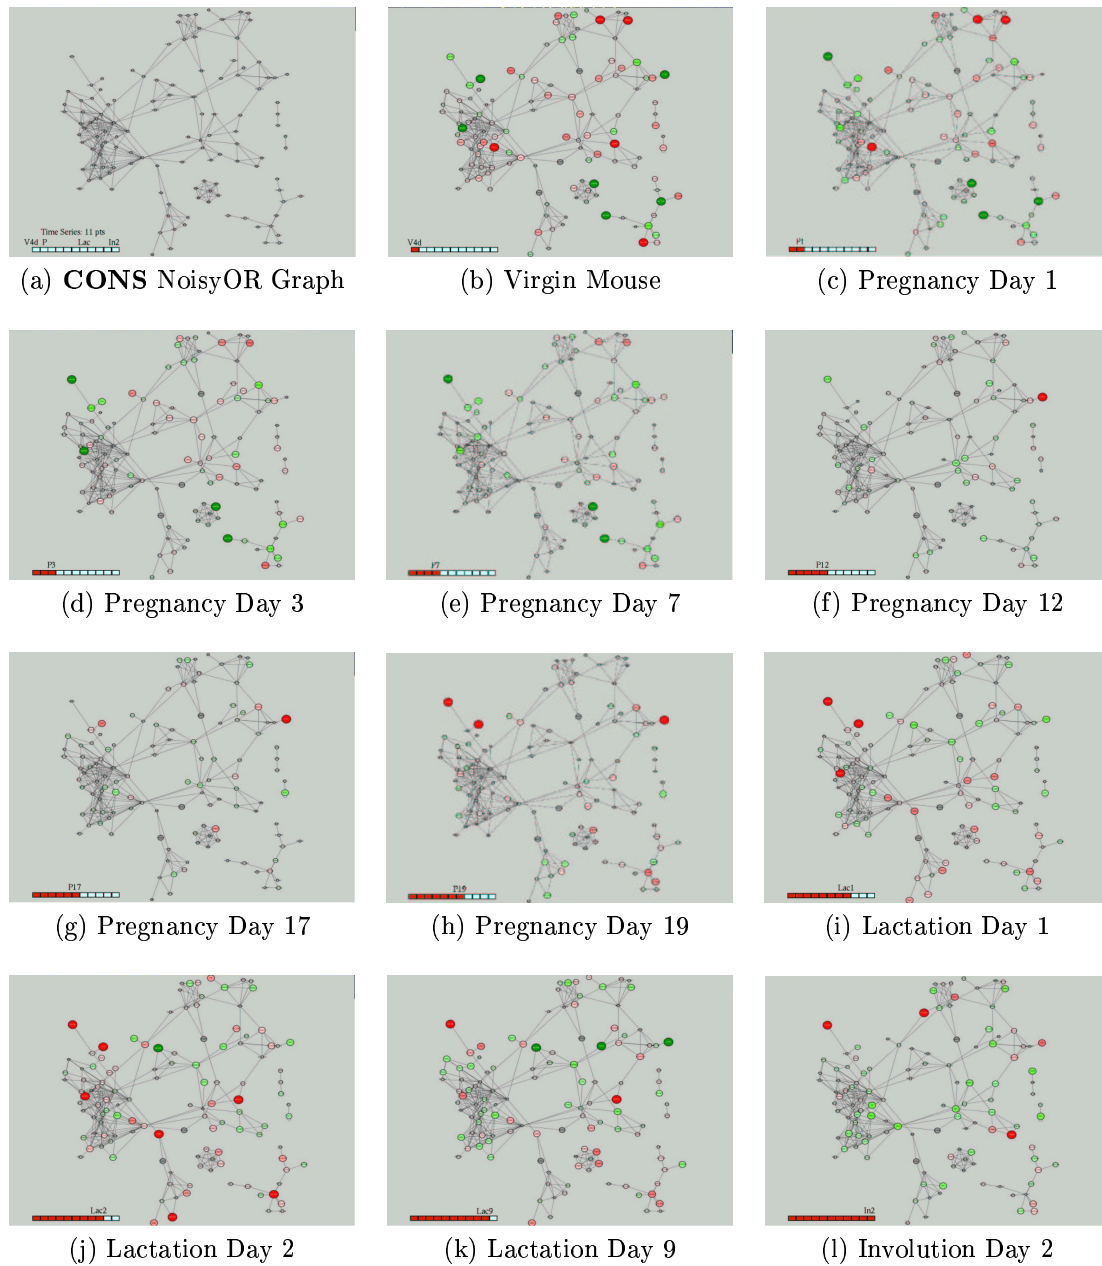 Time Series: 11 pts
V4d P Lac In2
V4d
P1
(a) CONS NoisyOR Graph
(b) Virgin Mouse
(c) Pregnancy Day 1
P3
P7
P12
(d) Pregnancy Day 3
(e) Pregnancy Day 7
(f) Pregnancy Day 12
P17
P19
Lac1
(g) Pregnancy Day 17
(h) Pregnancy Day 19
(i) Lactation Day 1
Lac2
Lac9
In2
(j) Lactation Day 2
(k) Lactation Day 9
(l) Involution Day 2